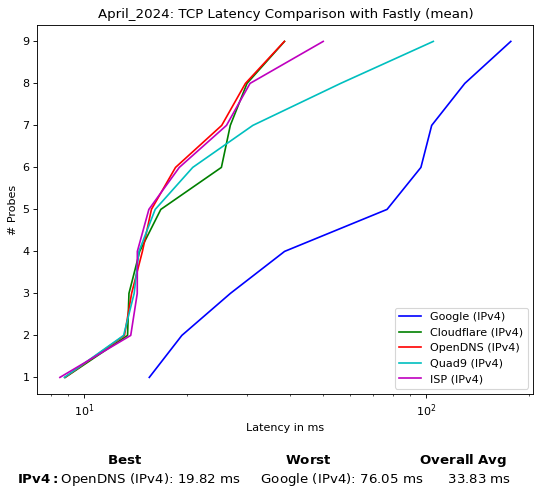 April_2024: TCP Latency Comparison with Fastly (mean)
# Probes
9
8
7
6
5
4
3
2
1
Google (IPv4)
Cloudflare (IPv4)
OpenDNS (IPv4)
Quad9 (IPv4)
ISP (IPv4)
10¹ 10²
Latency in ms
Best Worst Overall Avg
IPv4: OpenDNS (IPv4): 19.82 ms Google (IPv4): 76.05 ms 33.83 ms